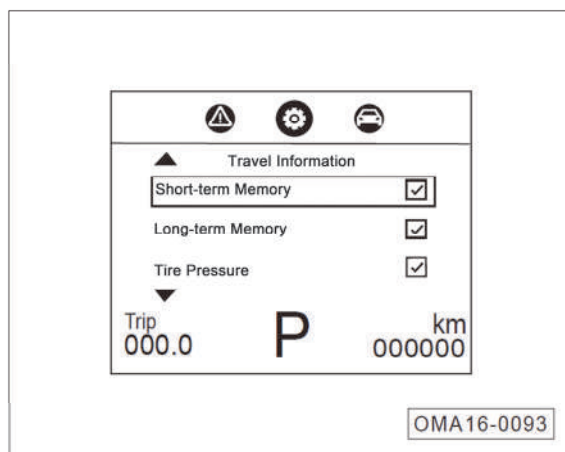 Travel Information
Short-term Memory
Long-term Memory
Tire Pressure
Trip
000.0
P
km
000000
OMA16-0093